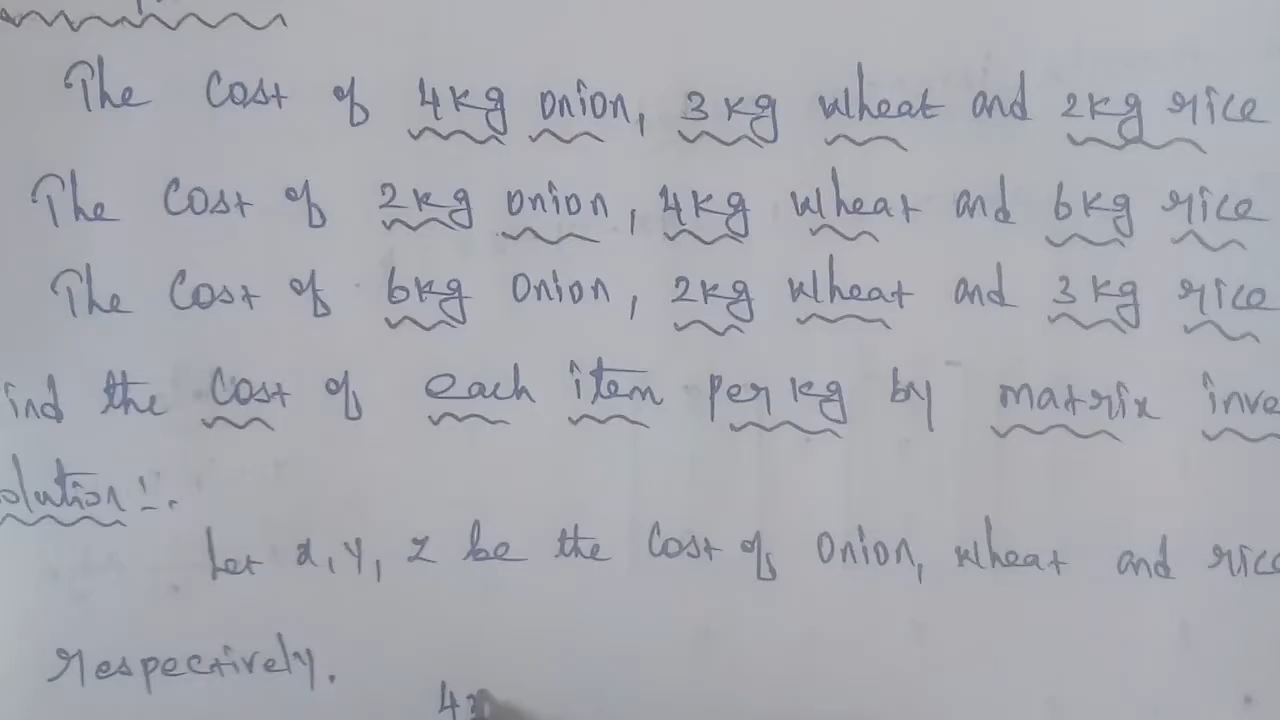 The cost of 4kg onion, 3kg wheat and 2kg rice
The cost of 2kg onion, 4kg wheat and 6kg rice
The cost of 6kg onion, 2kg wheat and 3kg rice
ind the cost of each item per kg by matrix inve
olution:-
Let x, y, z be the cost of onion, wheat and rice
respectively.
4x